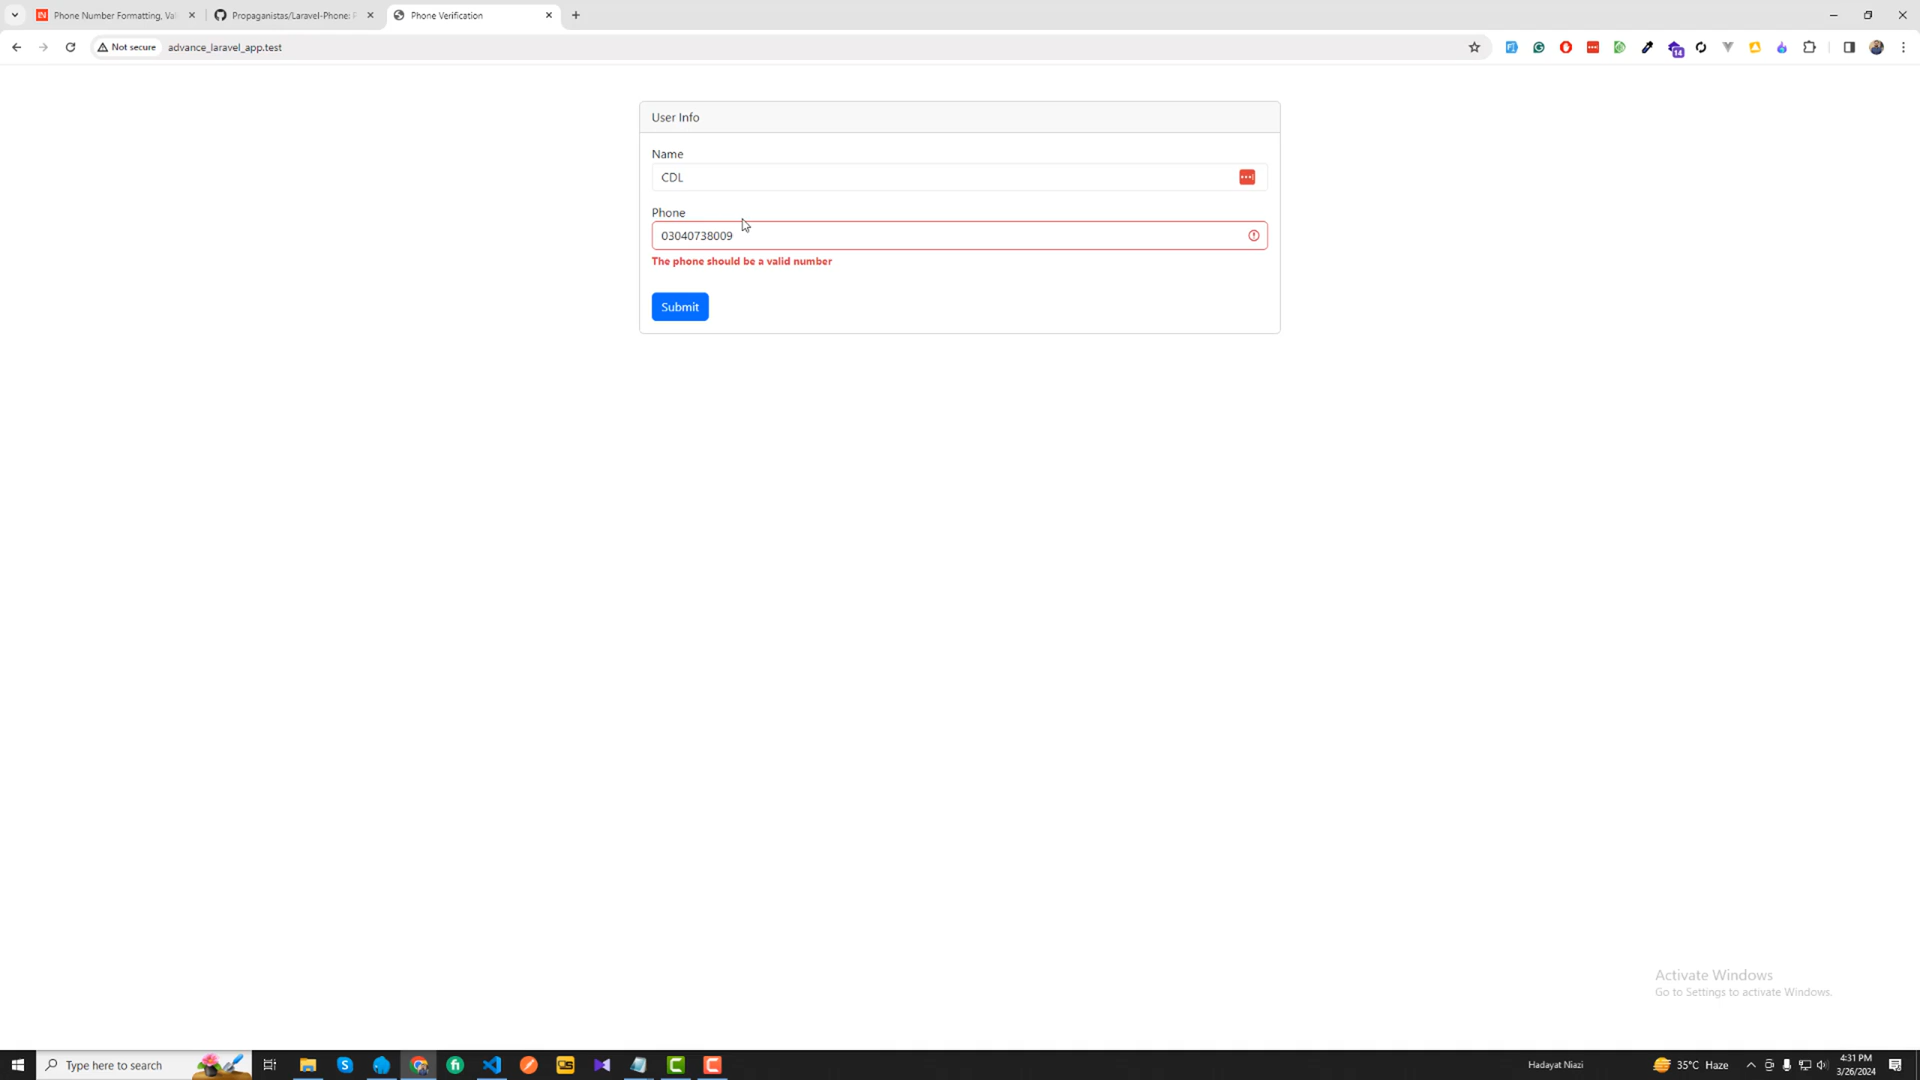 Phone Number Formatting, Val
Propaganistas/Laravel-Phone: P
Phone Verification
Not secure
advance_laravel_app.test
14
User Info
Name
CDL
Phone
03040738009
The phone should be a valid number
Submit
Activate Windows
Go to Settings to activate Windows.
Type here to search
Hadayat Niazi
35°C Haze
4:31 PM
3/26/2024